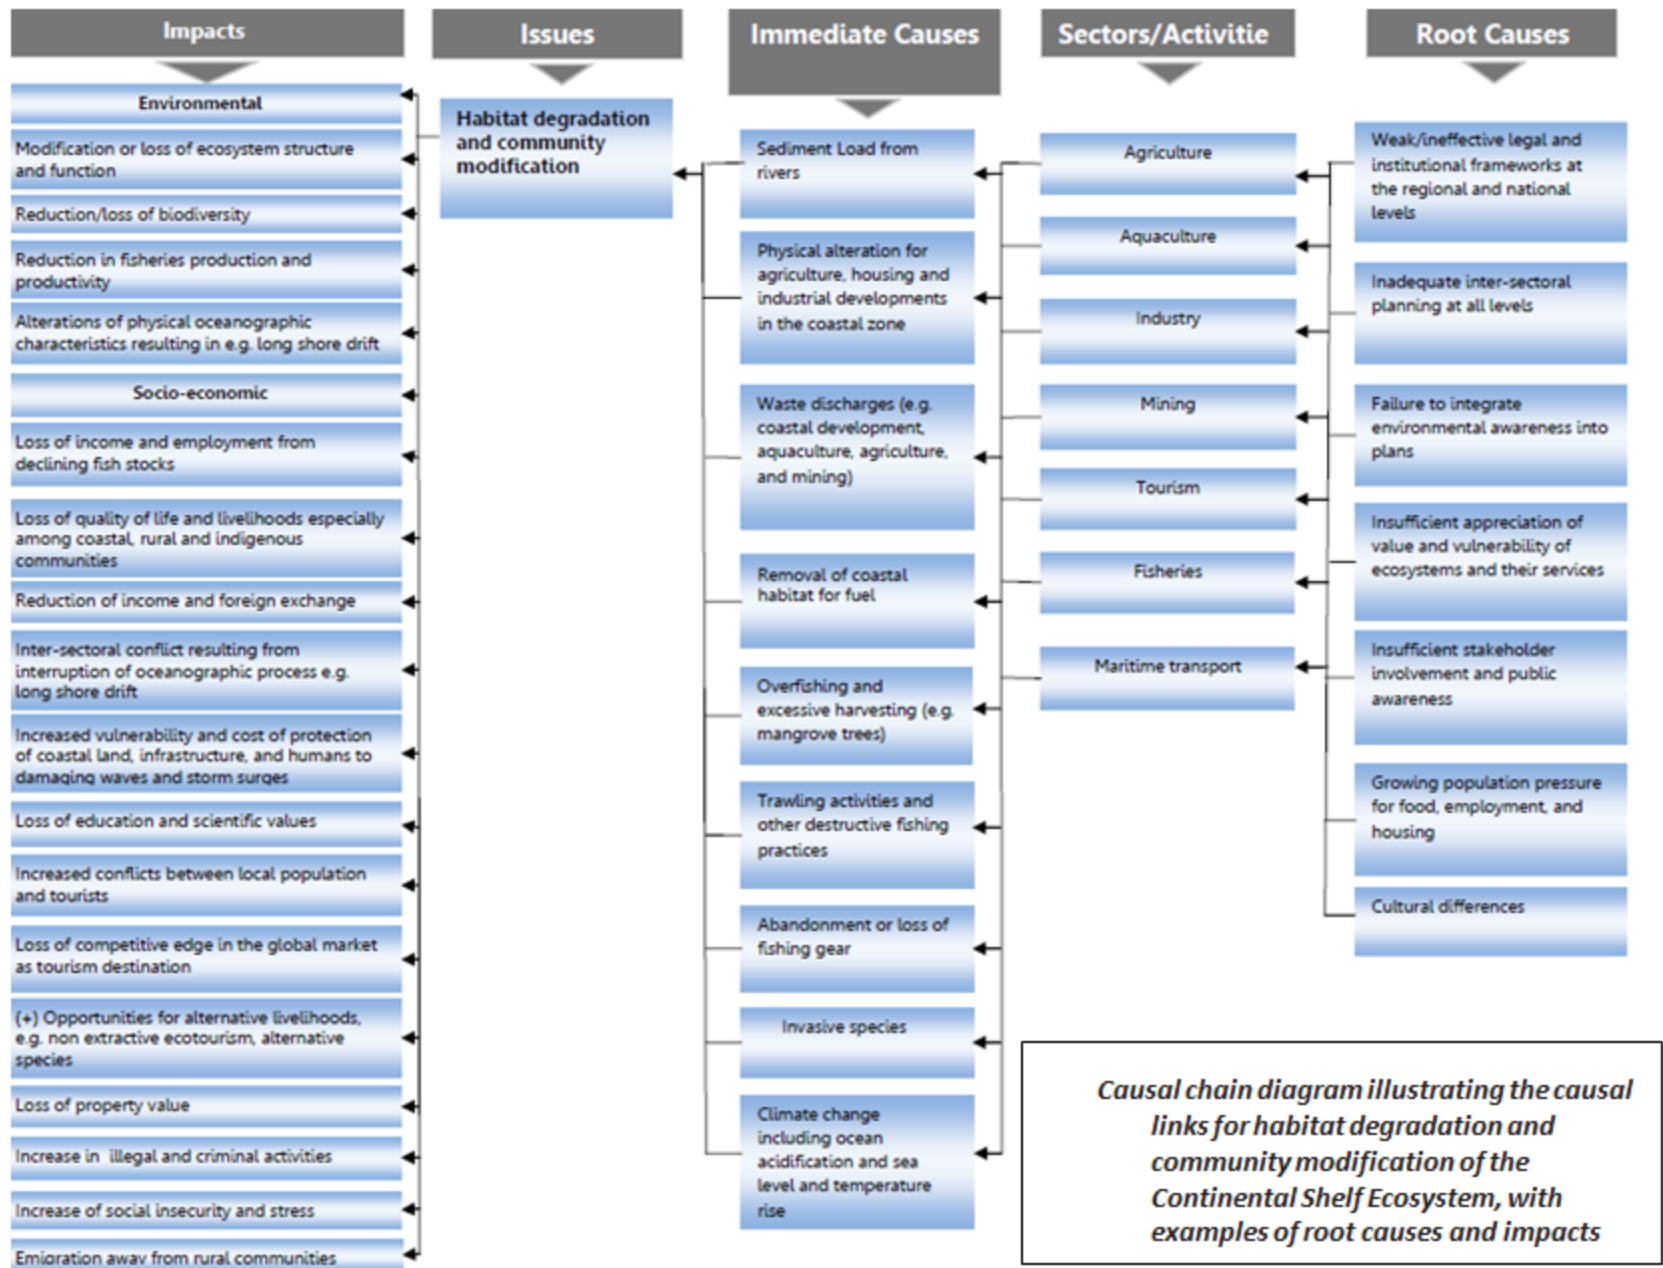 Impacts
Environmental
Modification or loss of ecosystem structure
and function
Reduction/loss of biodiversity
Reduction in fisheries production and
productivity
Alterations of physical oceanographic
characteristics resulting in e.g. long shore drift
Socio-economic
Loss of income and employment from
declining fish stocks
Loss of quality of life and livelihoods especially
among coastal, rural and indigenous
communities
Reduction of income and foreign exchange
Inter-sectoral conflict resulting from
interruption of oceanographic process e.g.
long shore drift
Increased vulnerability and cost of protection
of coastal land, infrastructure, and humans to
damaging waves and storm surges
Loss of education and scientific values
Increased conflicts between local population
and tourists
Loss of competitive edge in the global market
as tourism destination
(+) Opportunities for alternative livelihoods,
e.g. non extractive ecotourism, alternative
species
Loss of property value
Increase in illegal and criminal activities
Increase of social insecurity and stress
Emigration away from rural communities
Issues
Habitat degradation
and community
modification
Immediate Causes
Sediment Load from
rivers
Physical alteration for
agriculture, housing and
industrial developments
in the coastal zone
Waste discharges (e.g.
coastal development,
aquaculture, agriculture,
and mining)
Removal of coastal
habitat for fuel
Overfishing and
excessive harvesting (e.g.
mangrove trees)
Trawling activities and
other destructive fishing
practices
Abandonment or loss of
fishing gear
Invasive species
Climate change
including ocean
acidification and sea
level and temperature
rise
Sectors/Activitie
Agriculture
Aquaculture
Industry
Mining
Tourism
Fisheries
Maritime transport
Root Causes
Weak/ineffective legal and
institutional frameworks at
the regional and national
levels
Inadequate inter-sectoral
planning at all levels
Failure to integrate
environmental awareness into
plans
Insufficient appreciation of
value and vulnerability of
ecosystems and their services
Insufficient stakeholder
involvement and public
awareness
Growing population pressure
for food, employment, and
housing
Cultural differences
Causal chain diagram illustrating the causal
links for habitat degradation and
community modification of the
Continental Shelf Ecosystem, with
examples of root causes and impacts